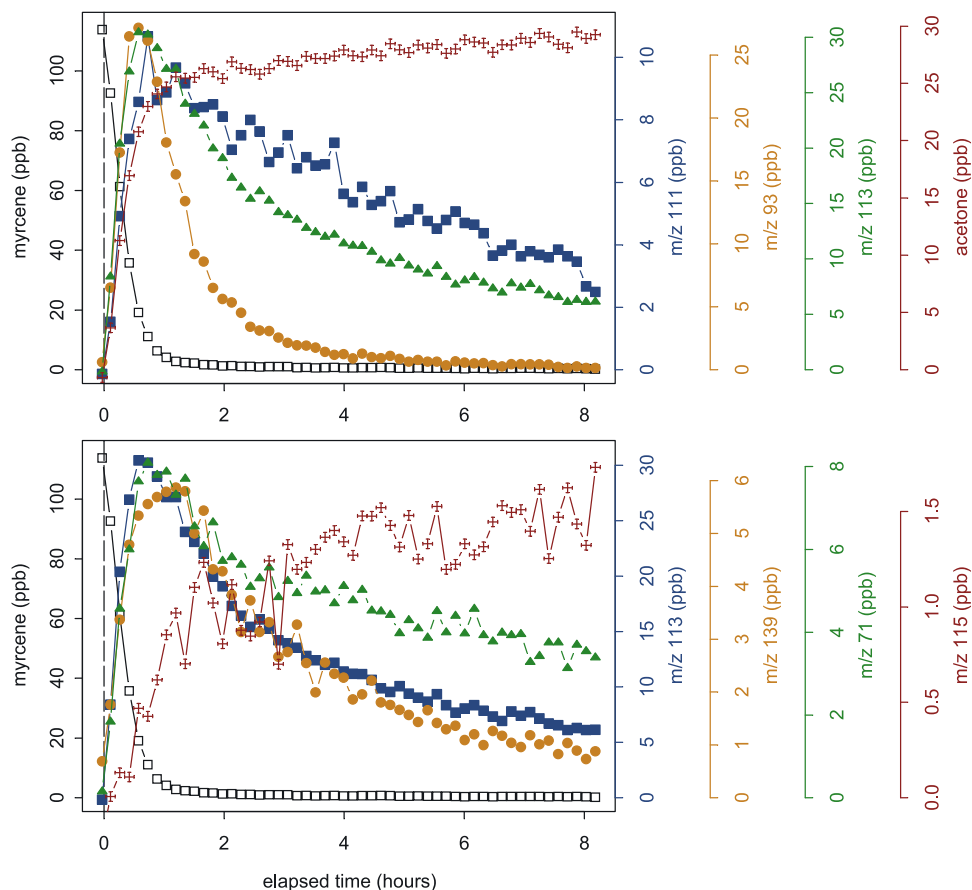 myrcene (ppb)
0 20 40 60 80 100
0 2 4 6 8
0 2 4 6 8 10
m/z 111 (ppb)
0 5 10 15 20 25
m/z 93 (ppb)
0 5 10 15 20 30
m/z 113 (ppb)
0 5 10 15 20 25 30
acetone (ppb)
myrcene (ppb)
0 20 40 60 80 100
0 2 4 6 8
elapsed time (hours)
0 5 10 15 20 25 30
m/z 113 (ppb)
0 1 2 3 4 5 6
m/z 139 (ppb)
0 2 4 6 8
m/z 71 (ppb)
0.0 0.5 1.0 1.5
m/z 115 (ppb)